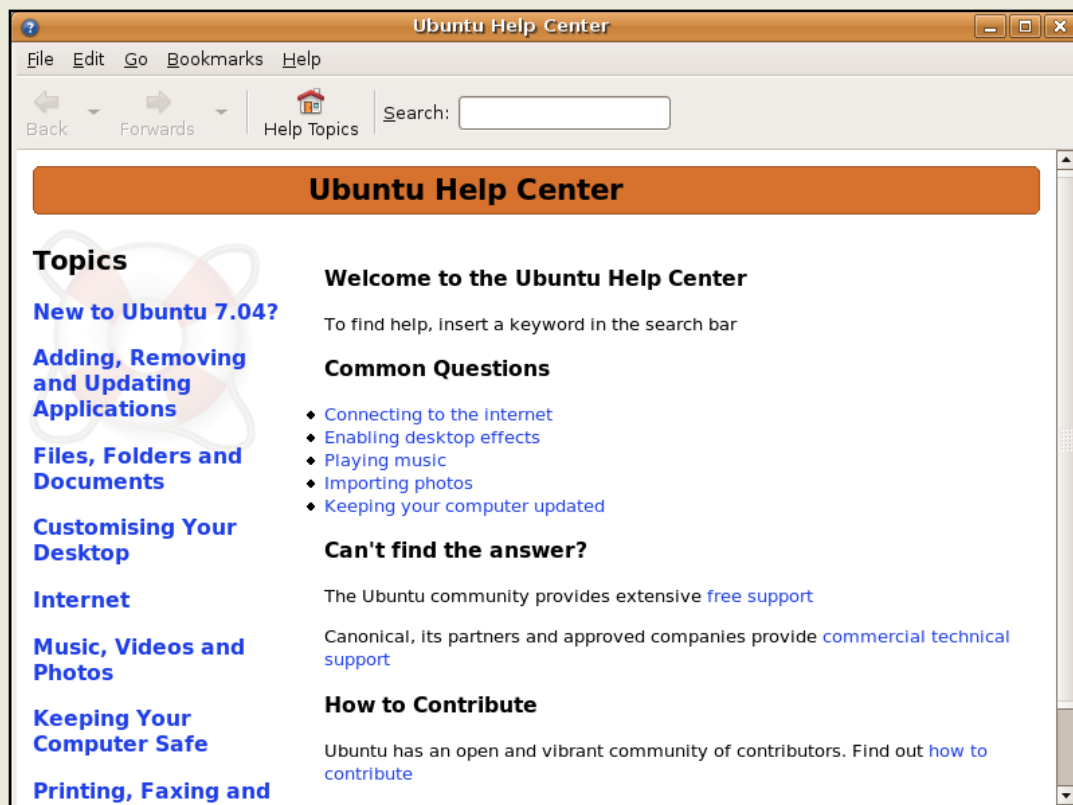 Ubuntu Help Center
File Edit Go Bookmarks Help
Back Forwards Help Topics Search:
Ubuntu Help Center
Topics
New to Ubuntu 7.04?
Adding, Removing
and Updating
Applications
Files, Folders and
Documents
Customising Your
Desktop
Internet
Music, Videos and
Photos
Keeping Your
Computer Safe
Printing, Faxing and
Welcome to the Ubuntu Help Center
To find help, insert a keyword in the search bar
Common Questions
Connecting to the internet
Enabling desktop effects
Playing music
Importing photos
Keeping your computer updated
Can't find the answer?
The Ubuntu community provides extensive free support
Canonical, its partners and approved companies provide commercial technical
support
How to Contribute
Ubuntu has an open and vibrant community of contributors. Find out how to
contribute